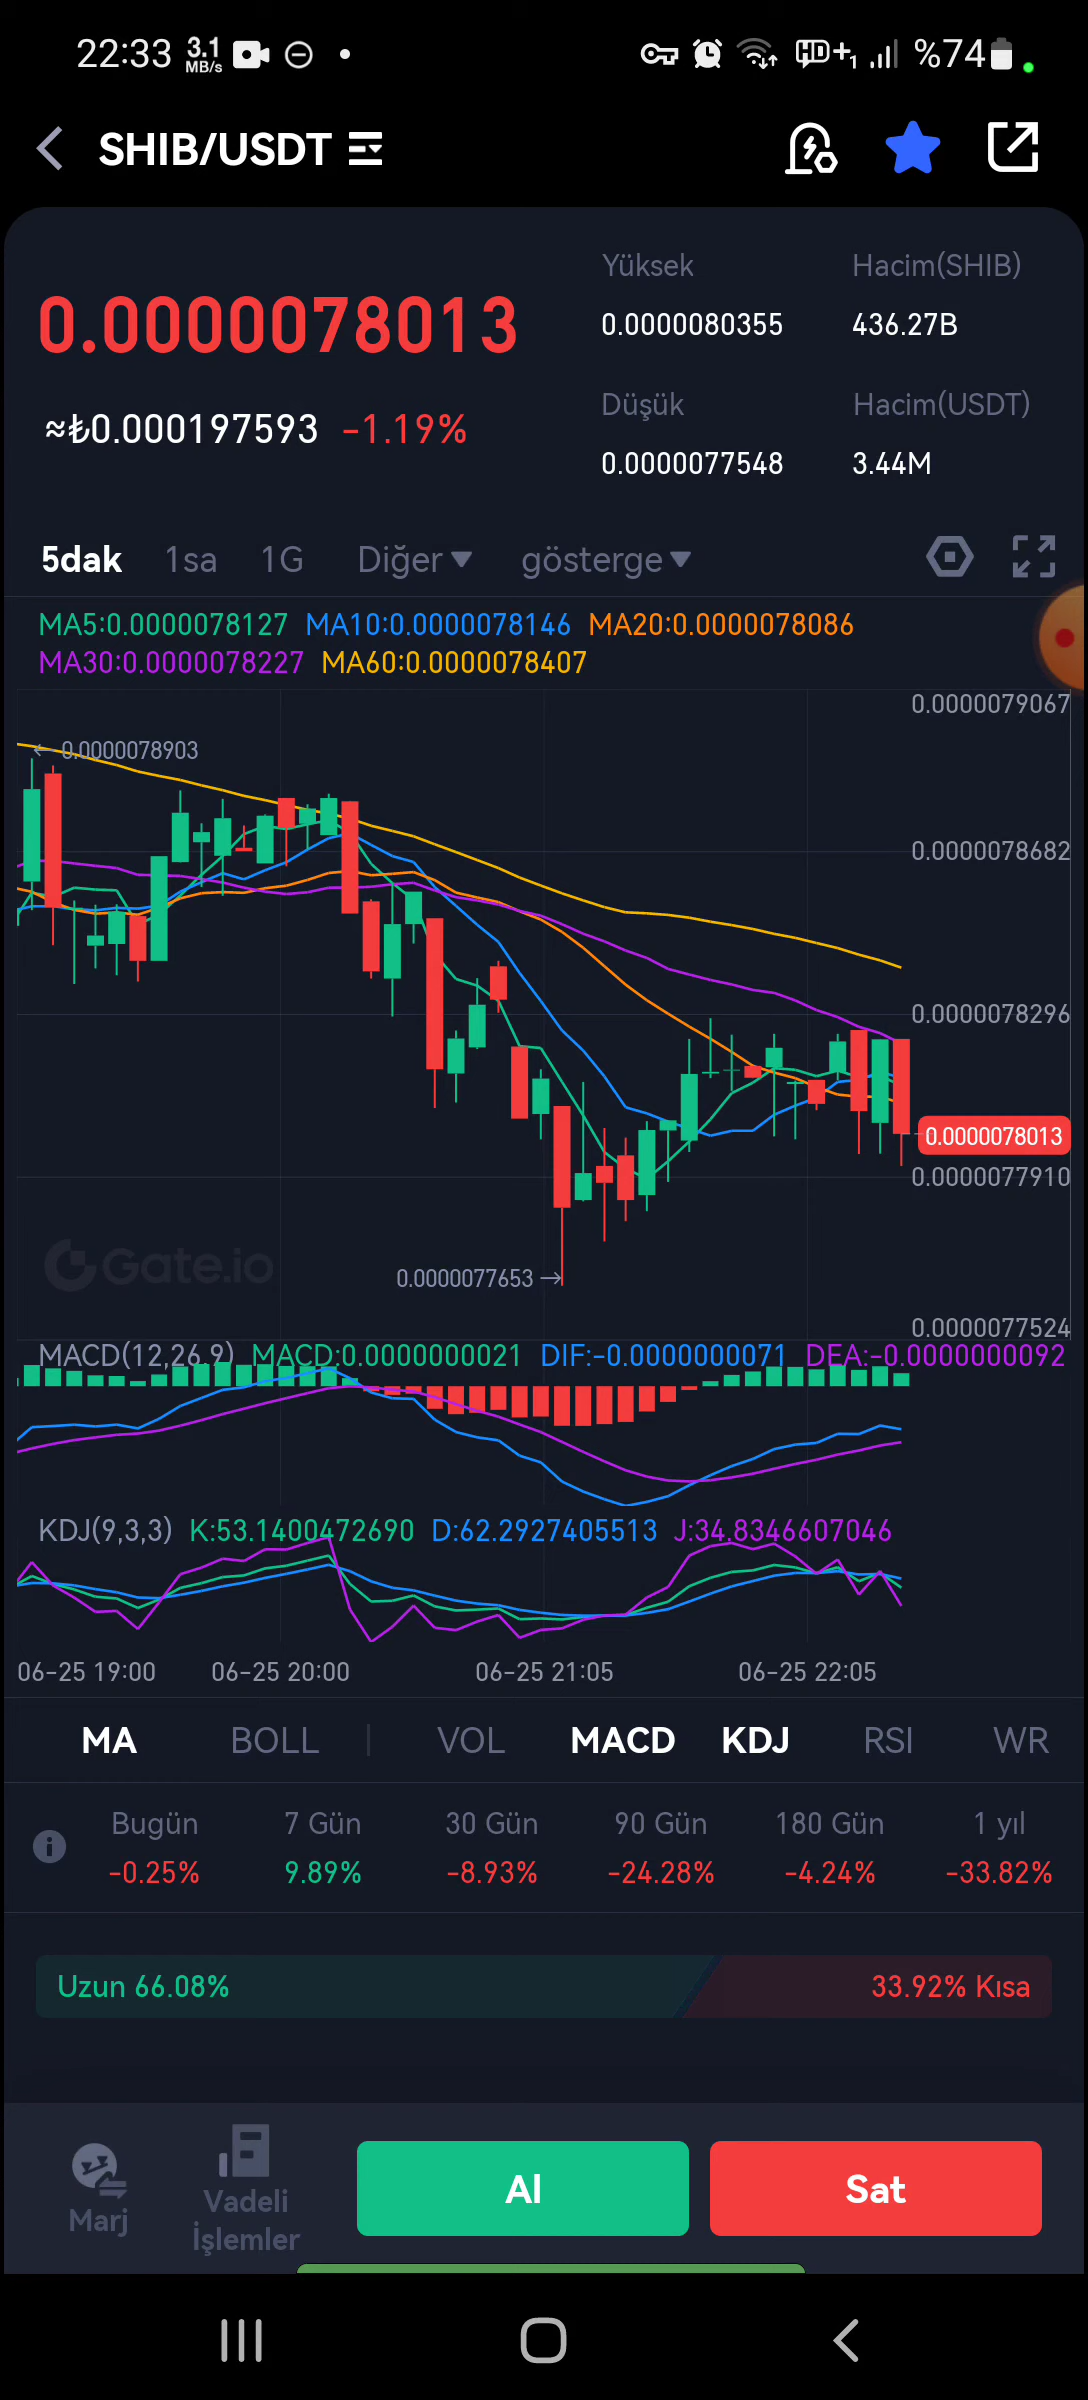 22:33 3.1 MB/s HD+1 %74
SHIB/USDT
0.0000078013
≈₺0.000197593 -1.19%
Yüksek Hacim(SHIB)
0.0000080355 436.27B
Düşük Hacim(USDT)
0.0000077548 3.44M
5dak 1sa 1G Diğer gösterge
MA5:0.0000078127 MA10:0.0000078146 MA20:0.0000078086
MA30:0.0000078227 MA60:0.0000078407
0.0000079067
0.0000078903
0.0000078682
0.0000078296
0.0000078013
0.0000077910
Gate.io
0.0000077653
0.0000077524
MACD(12,26,9) MACD:0.0000000021 DIF:-0.0000000071 DEA:-0.0000000092
KDJ(9,3,3) K:53.1400472690 D:62.2927405513 J:34.8346607046
06-25 19:00 06-25 20:00 06-25 21:05 06-25 22:05
MA BOLL VOL MACD KDJ RSI WR
Bugün 7 Gün 30 Gün 90 Gün 180 Gün 1 yıl
-0.25% 9.89% -8.93% -24.28% -4.24% -33.82%
Uzun 66.08% 33.92% Kısa
Marj
Vadeli
İşlemler
Al
Sat